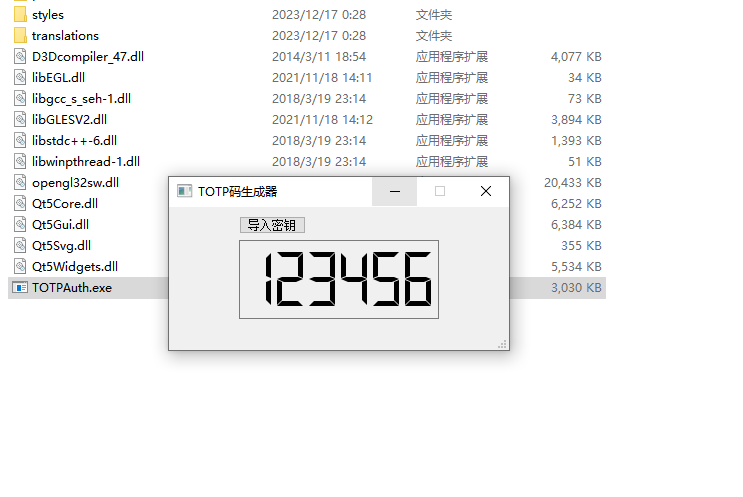 styles 2023/12/17 0:28 文件夹
translations 2023/12/17 0:28 文件夹
D3Dcompiler_47.dll 2014/3/11 18:54 应用程序扩展 4,077 KB
libEGL.dll 2021/11/18 14:11 应用程序扩展 34 KB
libgcc_s_seh-1.dll 2018/3/19 23:14 应用程序扩展 73 KB
libGLESV2.dll 2021/11/18 14:12 应用程序扩展 3,894 KB
libstdc++-6.dll 2018/3/19 23:14 应用程序扩展 1,393 KB
libwinpthread-1.dll 2018/3/19 23:14 应用程序扩展 51 KB
opengl32sw.dll 20,433 KB
Qt5Core.dll 6,252 KB
Qt5Gui.dll 6,384 KB
Qt5Svg.dll 355 KB
Qt5Widgets.dll 5,534 KB
TOTPAuth.exe 3,030 KB
TOTP码生成器
导入密钥
123456